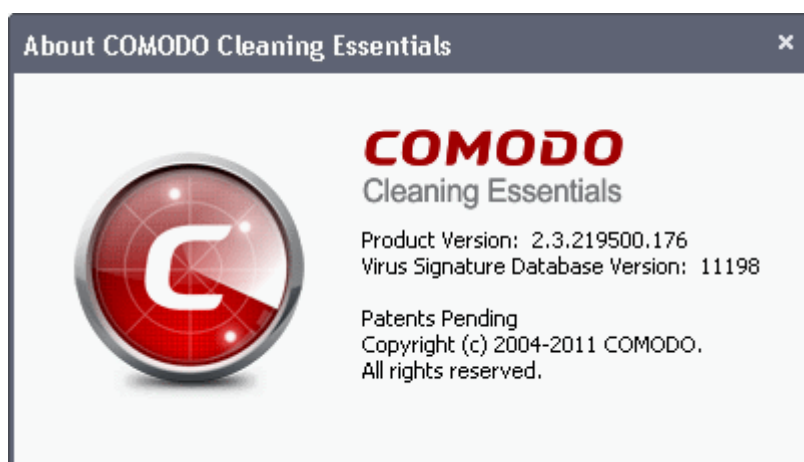 About COMODO Cleaning Essentials
COMODO
Cleaning Essentials
Product Version: 2.3.219500.176
Virus Signature Database Version: 11198
Patents Pending
Copyright (c) 2004-2011 COMODO.
All rights reserved.
C